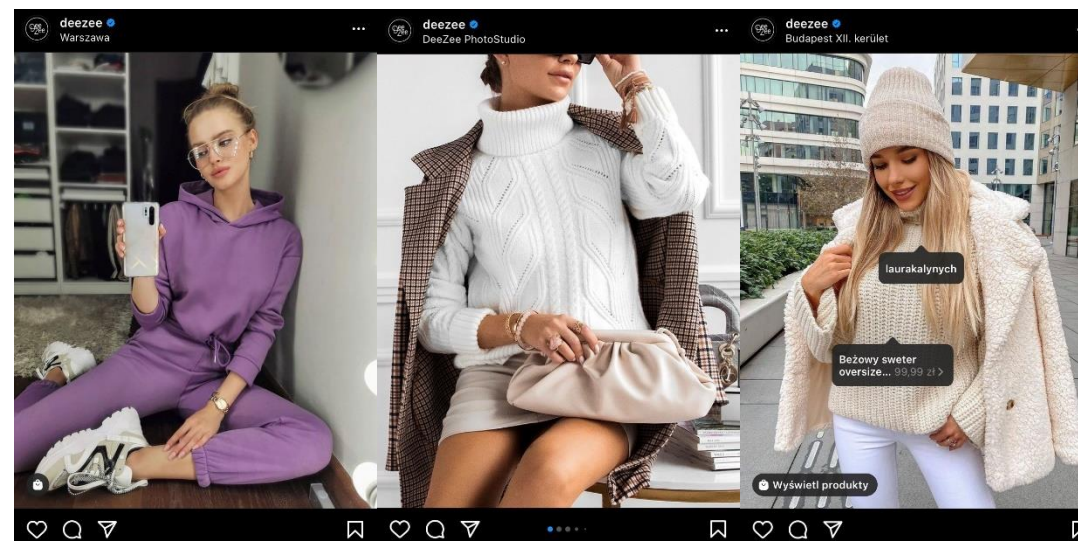 deezee
Warszawa
deezee
DeeZee PhotoStudio
deezee
Budapest XII. kerület
laurakalynych
Beżowy sweter
oversize... 99,99 zł >
Wyświetl produkty